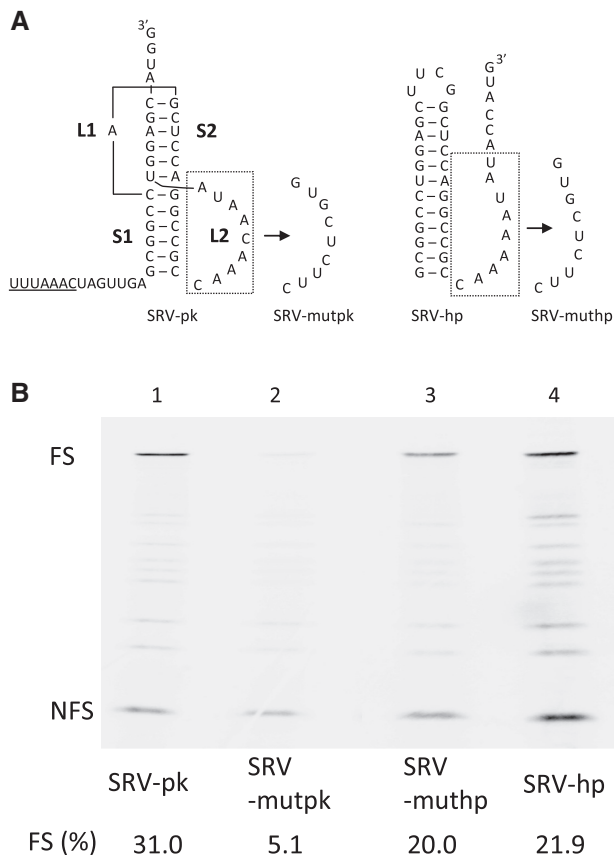 A
3'
G
G
U
A
C – G
G – C
A – U
G – C
G – C
U – A
L1 A S2
C – G
C – G
G – C
G – C
C – G
G – C
S1 L2
A U A A C A A A C
G U G C U C U U C
UUUAAACUAGUUGA
SRV-pk
SRV-mutpk
U C
U G
C – G
G – C
A – U
G – C
G – C
U – A
C – G
C – G
G – C
G – C
C – G
G – C
G 3'
U
A
C
C
A
U
A
G U G C U C U U C
SRV-hp
SRV-muthp
B
1 2 3 4
FS
NFS
SRV-pk
SRV
-mutpk
SRV
-muthp
SRV-hp
FS (%) 31.0 5.1 20.0 21.9